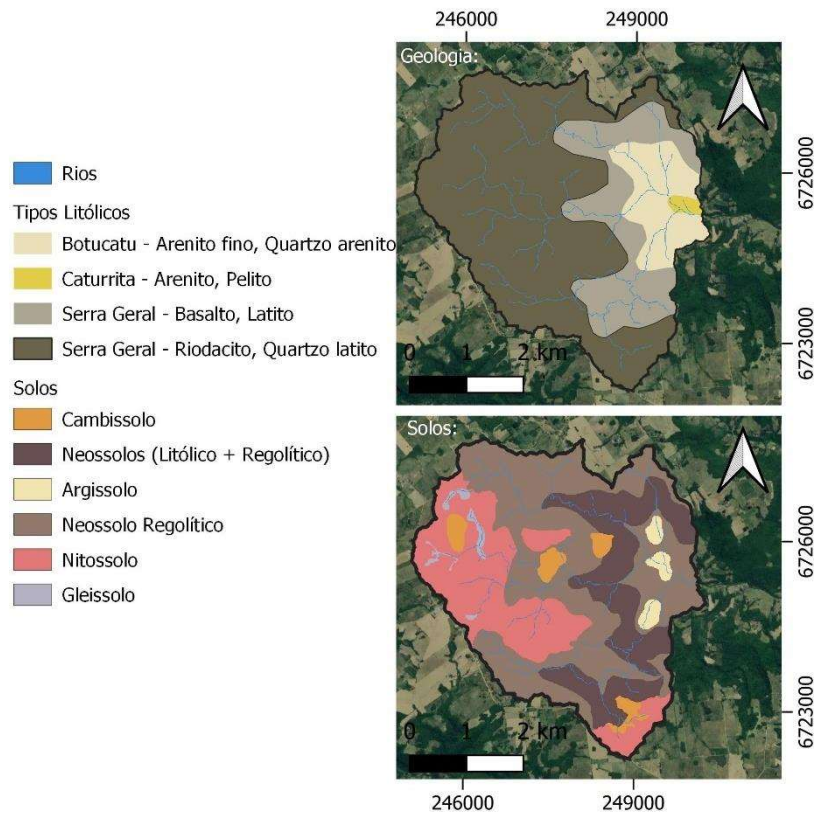 246000 249000
Geologia:
6726000
6723000
0 1 2 km
Rios
Tipos Litólicos
Botucatu - Arenito fino, Quartzo arenito
Caturrita - Arenito, Pelito
Serra Geral - Basalto, Latito
Serra Geral - Riodacito, Quartzo latito
Solos
Cambissolo
Neossolos (Litólico + Regolítico)
Argissolo
Neossolo Regolítico
Nitossolo
Gleissolo
Solos:
6726000
6723000
0 1 2 km
246000 249000